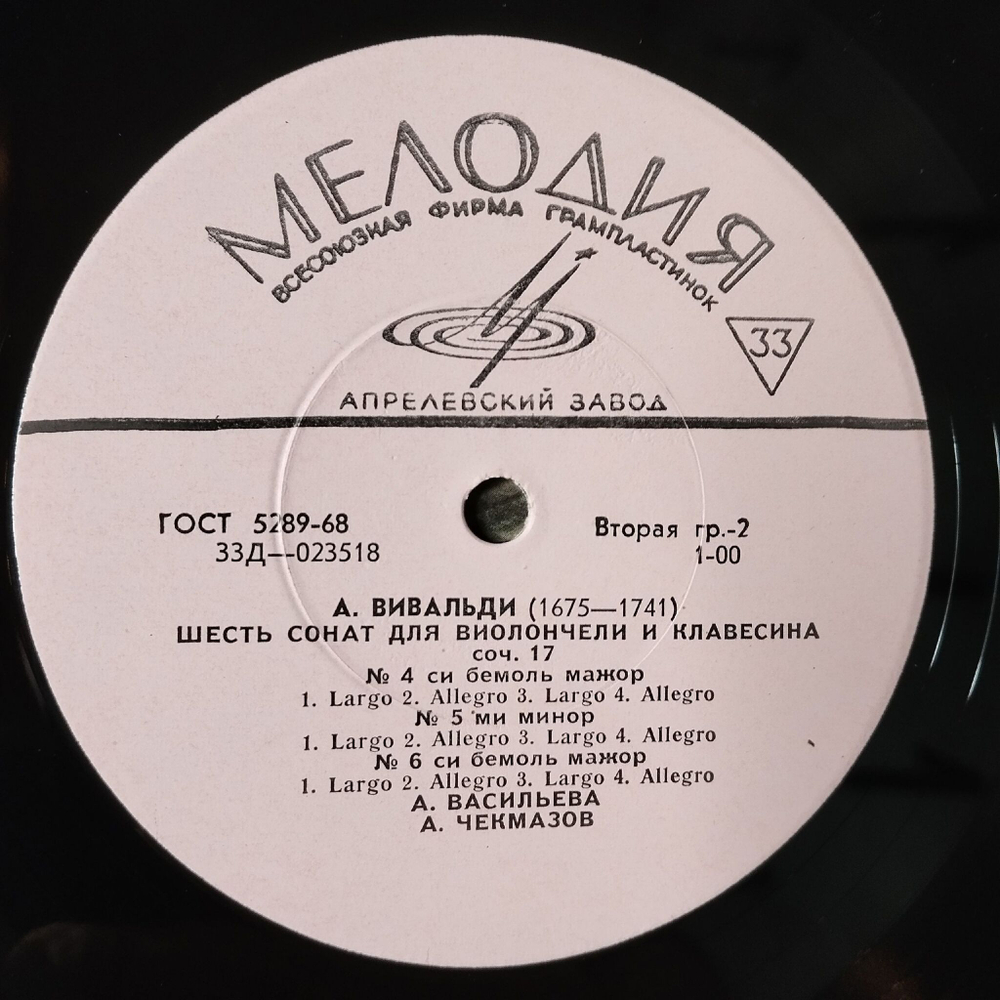 МЕЛОДИЯ
ВСЕСОЮЗНАЯ ФИРМА ГРАМПЛАСТИНОК
33
АПРЕЛЕВСКИЙ ЗАВОД
ГОСТ 5289-68
Вторая гр.-2
33Д—023518
1-00
А. ВИВАЛЬДИ (1675—1741)
ШЕСТЬ СОНАТ ДЛЯ ВИОЛОНЧЕЛИ И КЛАВЕСИНА
соч. 17
№ 4 си бемоль мажор
1. Largo 2. Allegro 3. Largo 4. Allegro
№ 5 ми минор
1. Largo 2. Allegro 3. Largo 4. Allegro
№ 6 си бемоль мажор
1. Largo 2. Allegro 3. Largo 4. Allegro
А. ВАСИЛЬЕВА
А. ЧЕКМАЗОВ